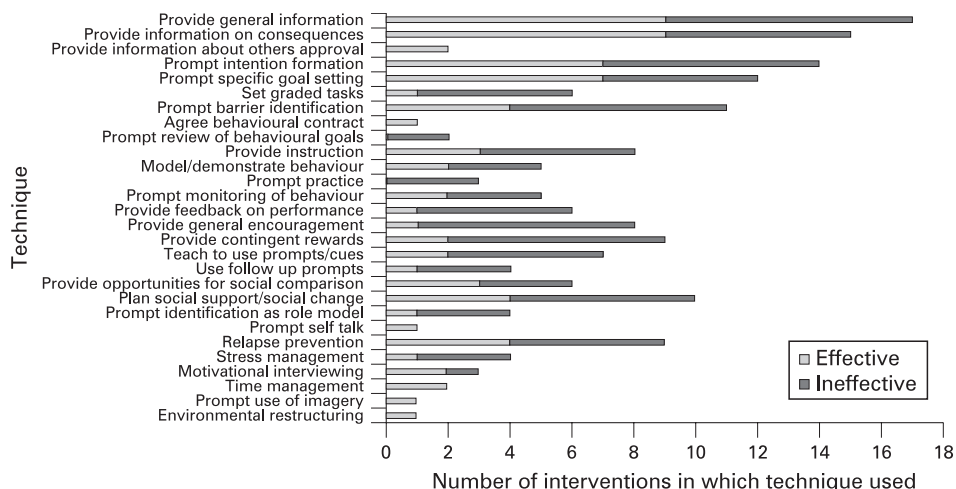 Provide general information
Provide information on consequences
Provide information about others approval
Prompt intention formation
Prompt specific goal setting
Set graded tasks
Prompt barrier identification
Agree behavioural contract
Prompt review of behavioural goals
Provide instruction
Model/demonstrate behaviour
Prompt practice
Prompt monitoring of behaviour
Provide feedback on performance
Provide general encouragement
Provide contingent rewards
Teach to use prompts/cues
Use follow up prompts
Provide opportunities for social comparison
Plan social support/social change
Prompt identification as role model
Prompt self talk
Relapse prevention
Stress management
Motivational interviewing
Time management
Prompt use of imagery
Environmental restructuring
Technique
Effective
Ineffective
0 2 4 6 8 10 12 14 16 18
Number of interventions in which technique used